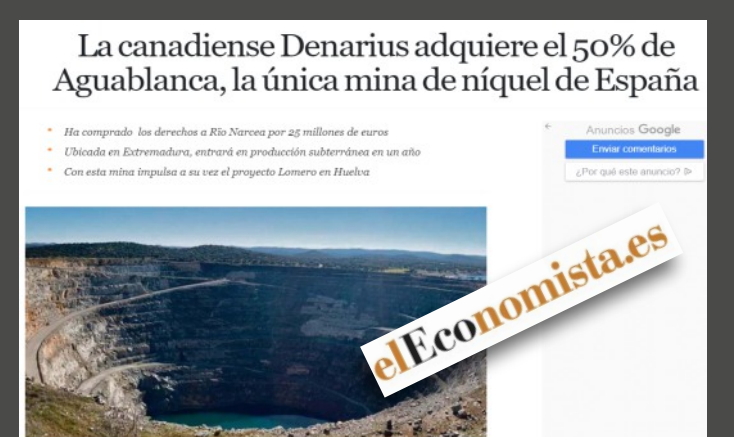 La canadiense Denarius adquiere el 50% de
Aguablanca, la única mina de níquel de España
Ha comprado los derechos a Río Narcea por 25 millones de euros
Ubicada en Extremadura, entrará en producción subterránea en un año
Con esta mina impulsa a su vez el proyecto Lomero en Huelva
Anuncios Google
Enviar comentarios
¿Por qué este anuncio?
elEconomista.es